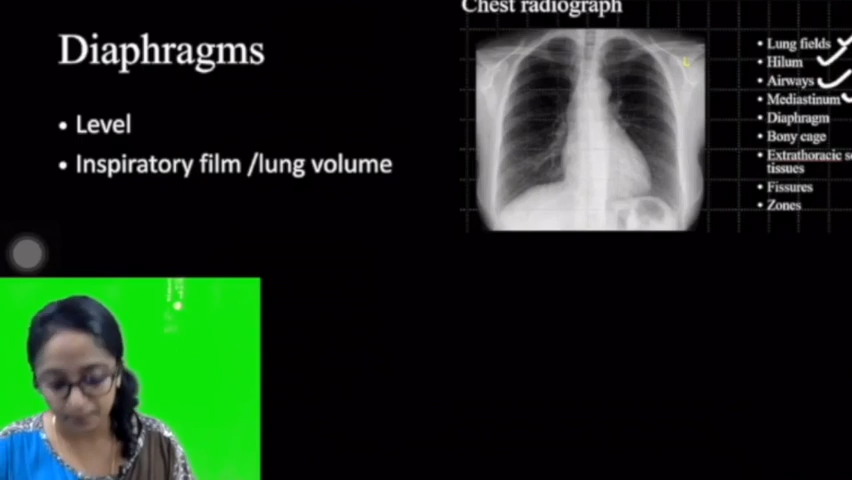 Chest radiograph
Diaphragms
• Level
• Inspiratory film /lung volume
L
• Lung fields
• Hilum
• Airways
• Mediastinum
• Diaphragm
• Bony cage
• Extrathoracic
tissues
• Fissures
• Zones